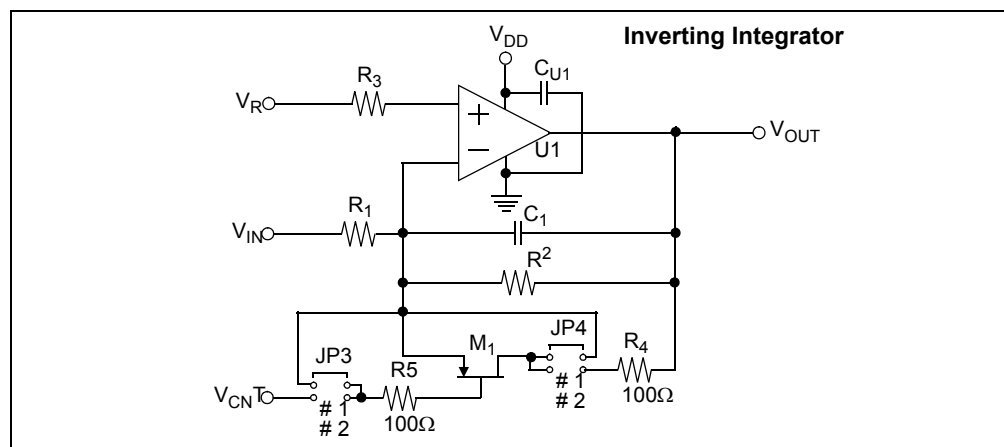 Inverting Integrator
V_DD
C_U1
R_3
V_R
+
−
U1
V_OUT
R_1
C_1
V_IN
R^2
JP4
M_1
R_4
JP3
R5
V_CN T
# 1
# 2
100Ω
# 1
# 2
100Ω